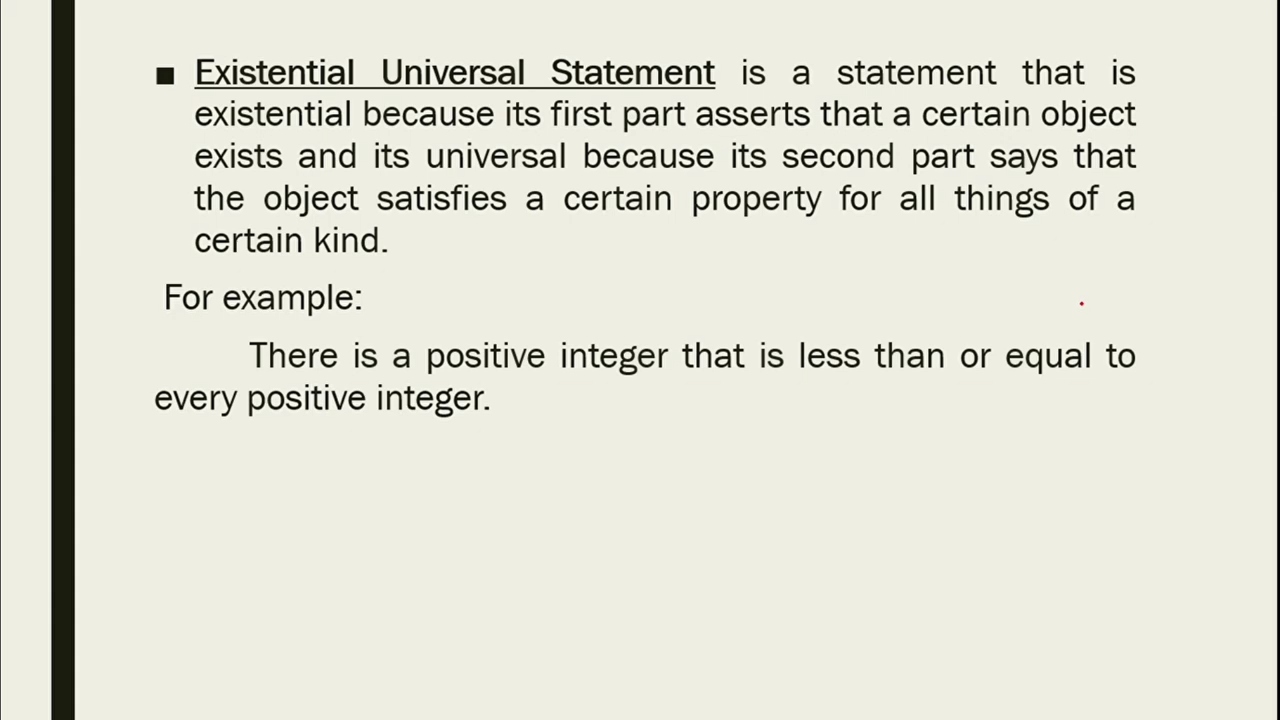 ■ Existential Universal Statement is a statement that is
existential because its first part asserts that a certain object
exists and its universal because its second part says that
the object satisfies a certain property for all things of a
certain kind.
For example:
There is a positive integer that is less than or equal to
every positive integer.